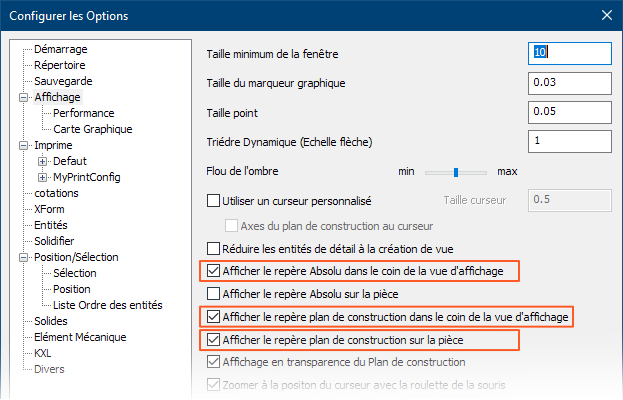 Configurer les Options
Démarrage
Répertoire
Sauvegarde
Affichage
Performance
Carte Graphique
Imprime
Defaut
MyPrintConfig
cotations
XForm
Entités
Solidifier
Position/Sélection
Sélection
Position
Liste Ordre des entités
Solides
Elément Mécanique
KXL
Divers
Taille minimum de la fenêtre 10
Taille du marqueur graphique 0.03
Taille point 0.05
Triédre Dynamique (Echelle flèche) 1
Flou de l'ombre min max
Utiliser un curseur personnalisé Taille curseur 0.5
Axes du plan de construction au curseur
Réduire les entités de détail à la création de vue
Afficher le repère Absolu dans le coin de la vue d'affichage
Afficher le repère Absolu sur la pièce
Afficher le repère plan de construction dans le coin de la vue d'affichage
Afficher le repère plan de construction sur la pièce
Affichage en transparence du Plan de construction
Zoomer à la positon du curseur avec la roulette de la souris